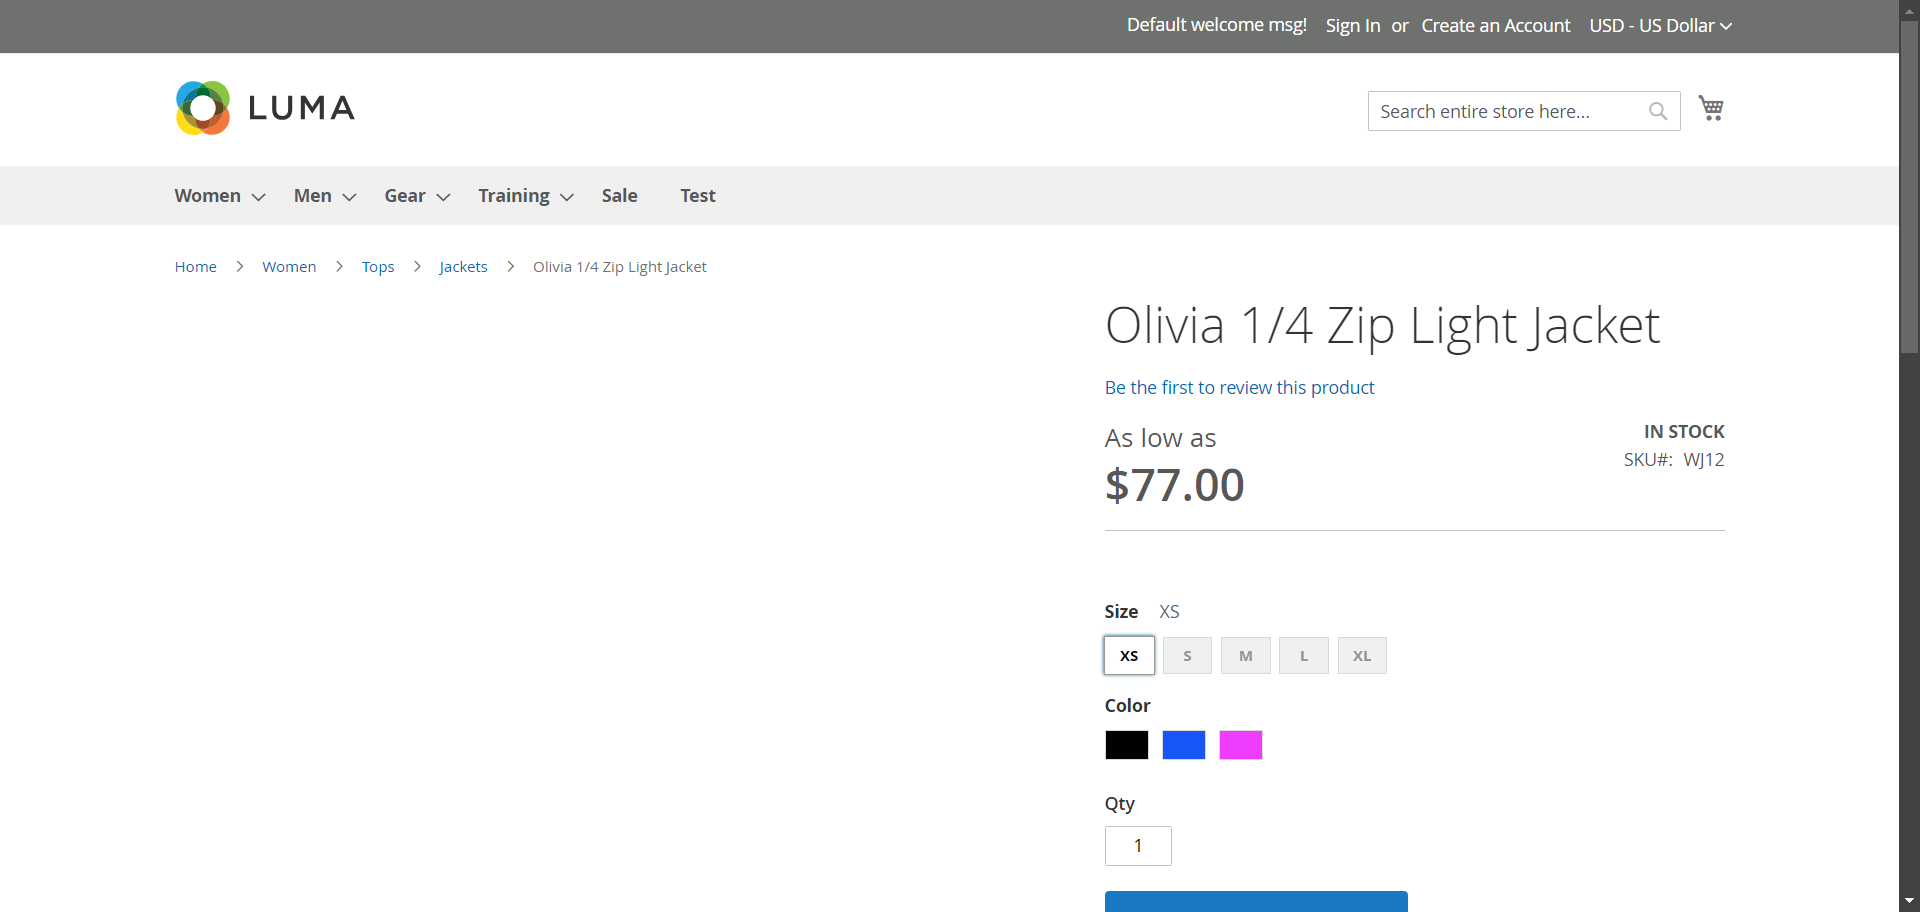 Default welcome msg! Sign In or Create an Account USD - US Dollar
LUMA
Search entire store here...
Women Men Gear Training Sale Test
Home Women Tops Jackets Olivia 1/4 Zip Light Jacket
Olivia 1/4 Zip Light Jacket
Be the first to review this product
As low as
$77.00
IN STOCK
SKU#: WJ12
Size XS
XS S M L XL
Color
Qty
1